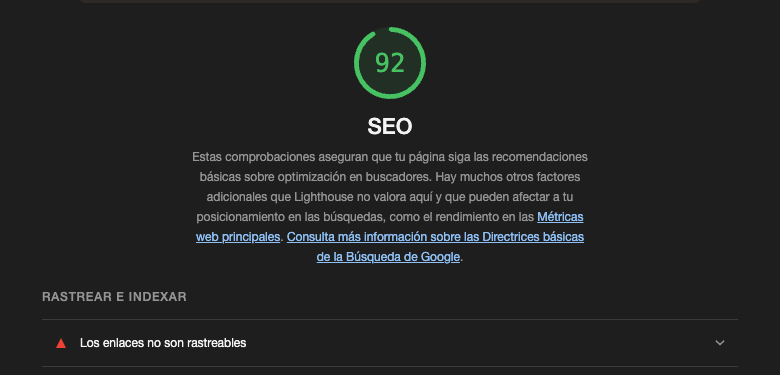 92
SEO
Estas comprobaciones aseguran que tu página siga las recomendaciones
básicas sobre optimización en buscadores. Hay muchos otros factores
adicionales que Lighthouse no valora aquí y que pueden afectar a tu
posicionamiento en las búsquedas, como el rendimiento en las Métricas
web principales. Consulta más información sobre las Directrices básicas
de la Búsqueda de Google.
RASTREAR E INDEXAR
Los enlaces no son rastreables